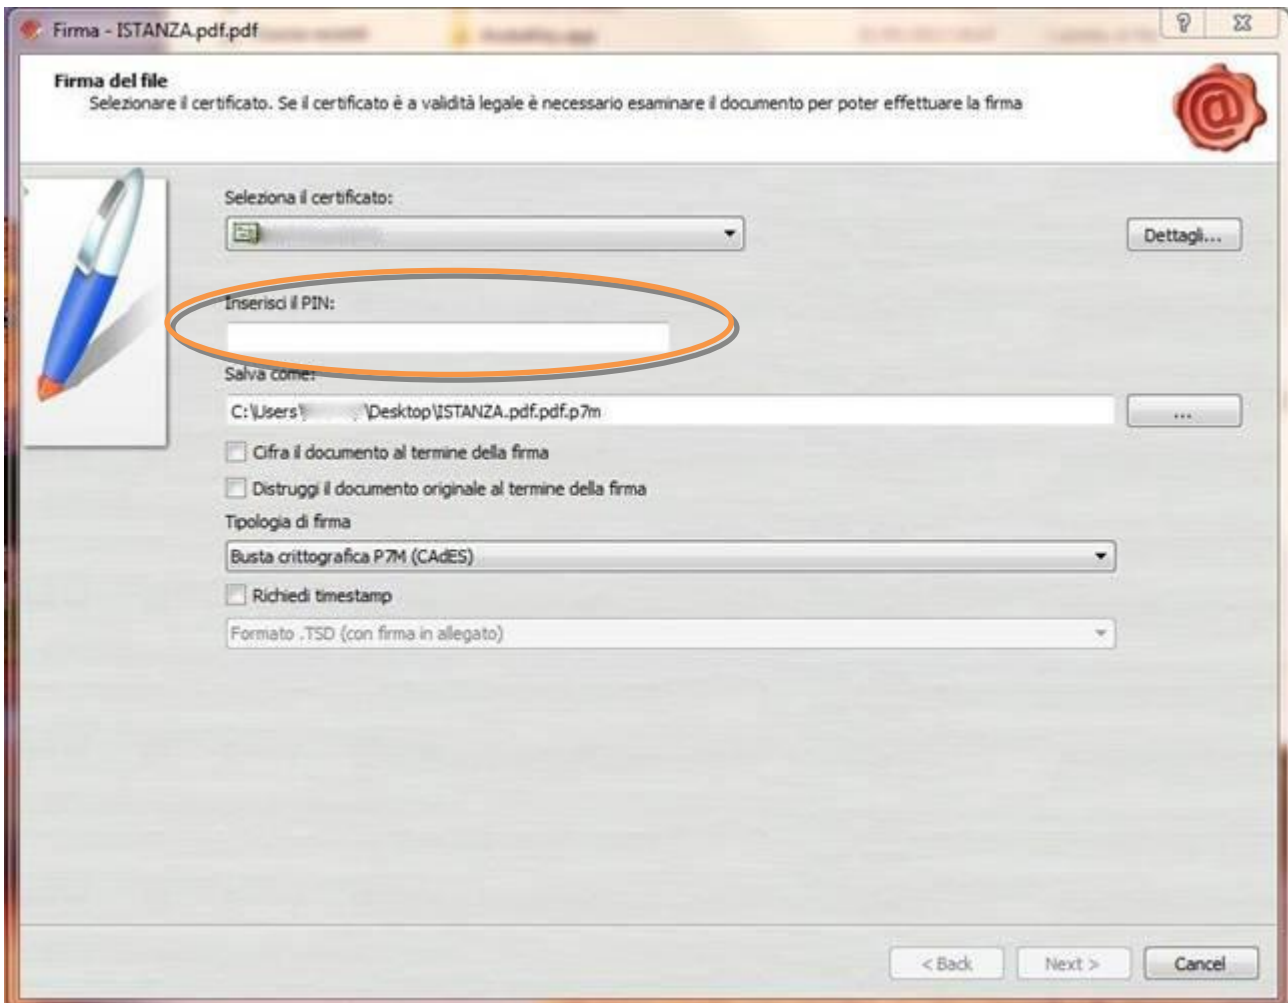 Firma - ISTANZA.pdf.pdf
Firma del file
Selezionare il certificato. Se il certificato è a validità legale è necessario esaminare il documento per poter effettuare la firma
Seleziona il certificato:
Dettagli...
Inserisci il PIN:
Salva come:
C:\Users\ \Desktop\ISTANZA.pdf.pdf.p7m
...
Cifra il documento al termine della firma
Distruggi il documento originale al termine della firma
Tipologia di firma
Busta crittografica P7M (CAdES)
Richiedi timestamp
Formato .TSD (con firma in allegato)
< Back Next > Cancel